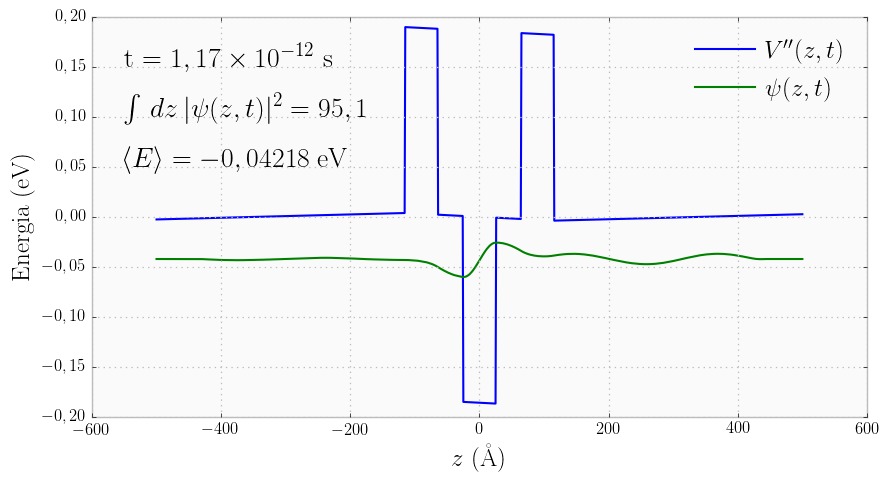 0,20
0,15
0,10
0,05
0,00
−0,05
−0,10
−0,15
−0,20
Energia (eV)
t = 1,17 × 10⁻¹² s
∫ dz |ψ(z, t)|² = 95,1
⟨E⟩ = −0,04218 eV
V′′(z, t)
ψ(z, t)
−600
−400
−200
0
200
400
600
z (Å)